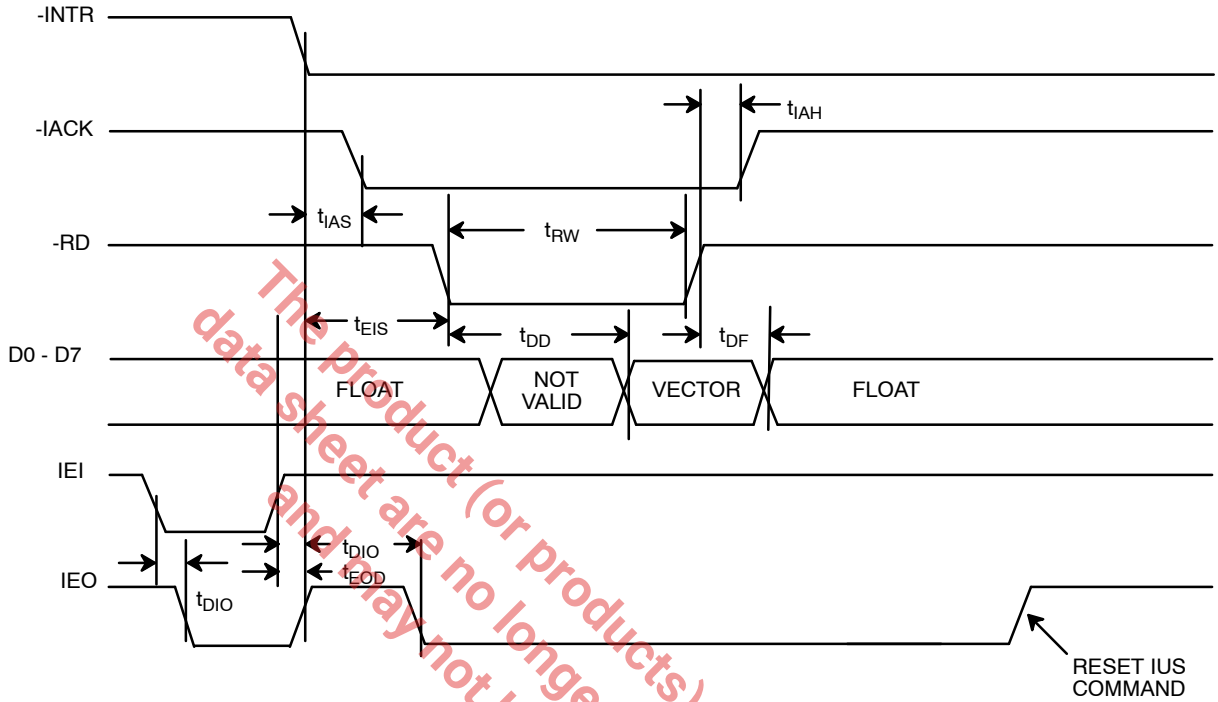 -INTR
tIAH
-IACK
tIAS
tRW
-RD
tEIS
tDD
tDF
D0 - D7
FLOAT
NOT
VALID
VECTOR
FLOAT
IEI
tDIO
tEOD
IEO
tDIO
RESET IUS
COMMAND
The product (or products)
data sheet are no longe
and may not